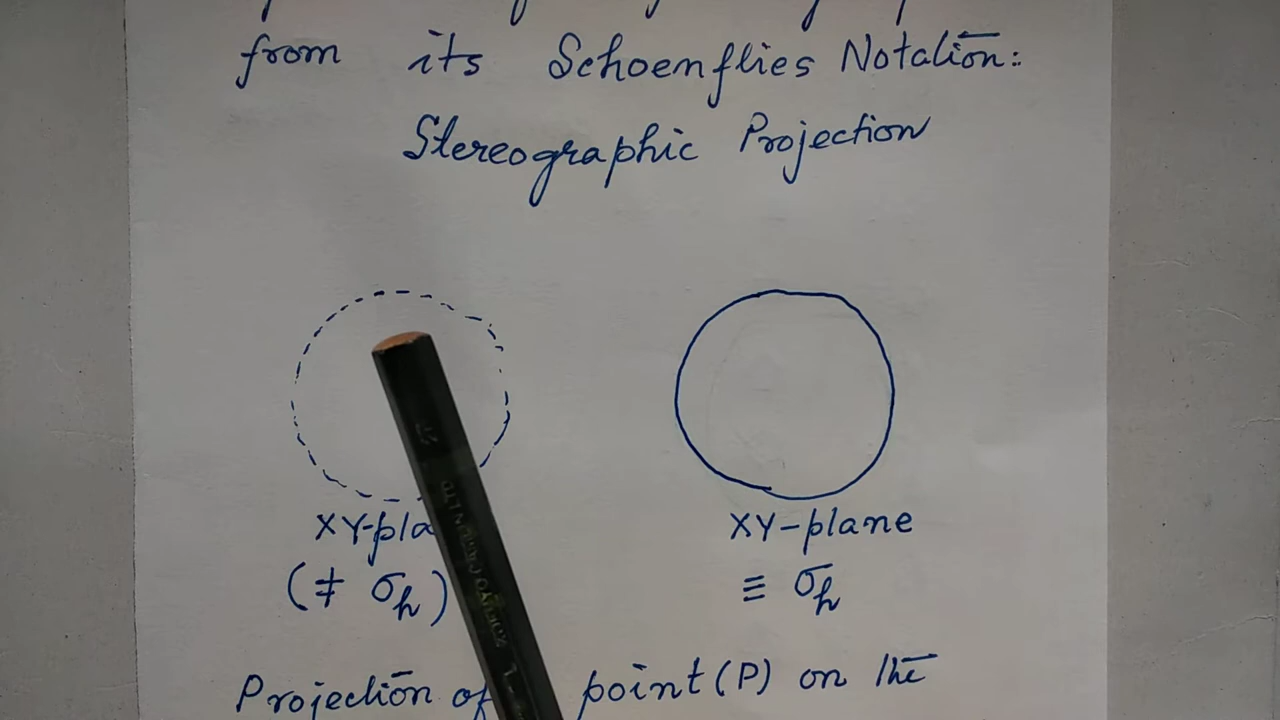 from its Schoenflies Notation:
Stereographic Projection
XY-pla XY-plane
(≠ σh) ≡ σh
Projection of point (P) on the